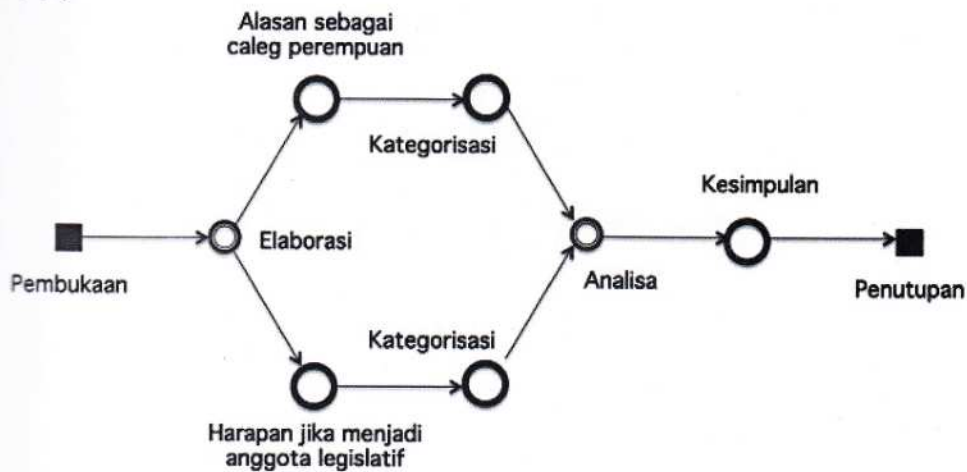 Alasan sebagai
caleg perempuan
Kategorisasi
Kesimpulan
Pembukaan
Elaborasi
Analisa
Penutupan
Kategorisasi
Harapan jika menjadi
anggota legislatif